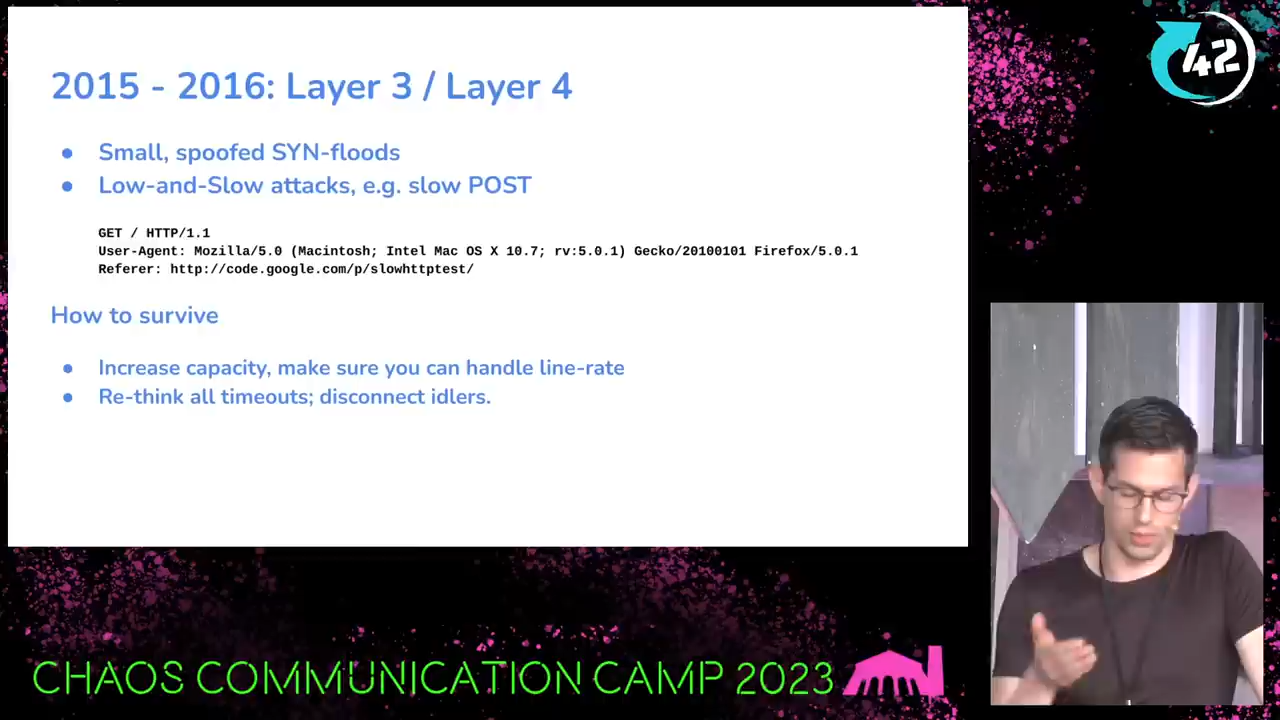 2015 - 2016: Layer 3 / Layer 4
● Small, spoofed SYN-floods
● Low-and-Slow attacks, e.g. slow POST
GET / HTTP/1.1
User-Agent: Mozilla/5.0 (Macintosh; Intel Mac OS X 10.7; rv:5.0.1) Gecko/20100101 Firefox/5.0.1
Referer: http://code.google.com/p/slowhttptest/
How to survive
● Increase capacity, make sure you can handle line-rate
● Re-think all timeouts; disconnect idlers.
42
CHAOS COMMUNICATION CAMP 2023